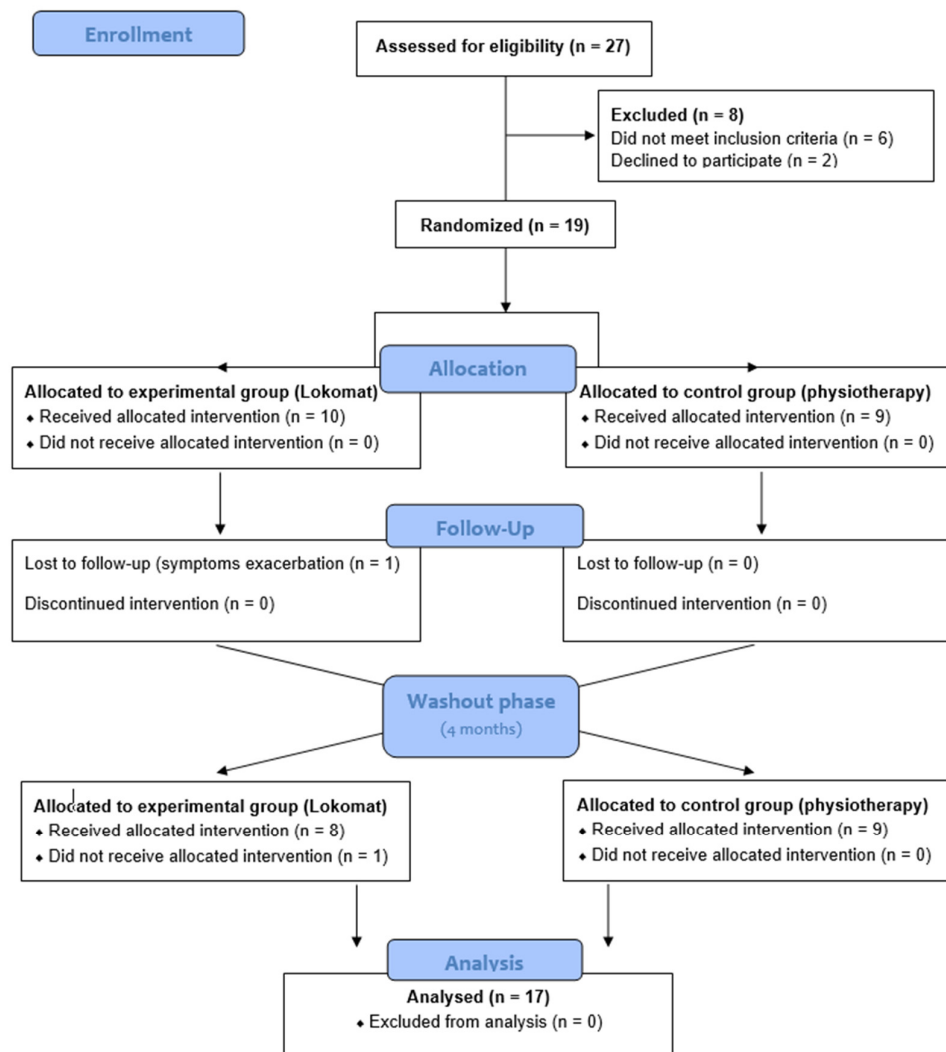 Enrollment
Assessed for eligibility (n = 27)
Excluded (n = 8)
Did not meet inclusion criteria (n = 6)
Declined to participate (n = 2)
Randomized (n = 19)
Allocation
Allocated to experimental group (Lokomat)
♦ Received allocated intervention (n = 10)
♦ Did not receive allocated intervention (n = 0)
Allocated to control group (physiotherapy)
♦ Received allocated intervention (n = 9)
♦ Did not receive allocated intervention (n = 0)
Follow-Up
Lost to follow-up (symptoms exacerbation (n = 1)
Discontinued intervention (n = 0)
Lost to follow-up (n = 0)
Discontinued intervention (n = 0)
Washout phase
(4 months)
Allocated to experimental group (Lokomat)
♦ Received allocated intervention (n = 8)
♦ Did not receive allocated intervention (n = 1)
Allocated to control group (physiotherapy)
♦ Received allocated intervention (n = 9)
♦ Did not receive allocated intervention (n = 0)
Analysis
Analysed (n = 17)
♦ Excluded from analysis (n = 0)